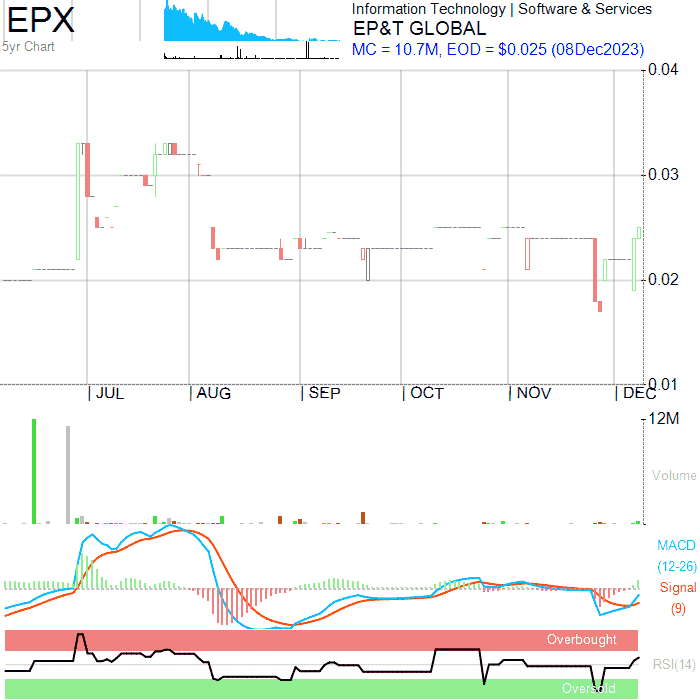 EPX
5yr Chart
Information Technology | Software & Services
EP&T GLOBAL
MC = 10.7M, EOD = $0.025 (08Dec2023)
0.04
0.03
0.02
0.01
JUL
AUG
SEP
OCT
NOV
DEC
12M
Volume
MACD
(12-26)
Signal
(9)
Overbought
RSI(14)
Oversold